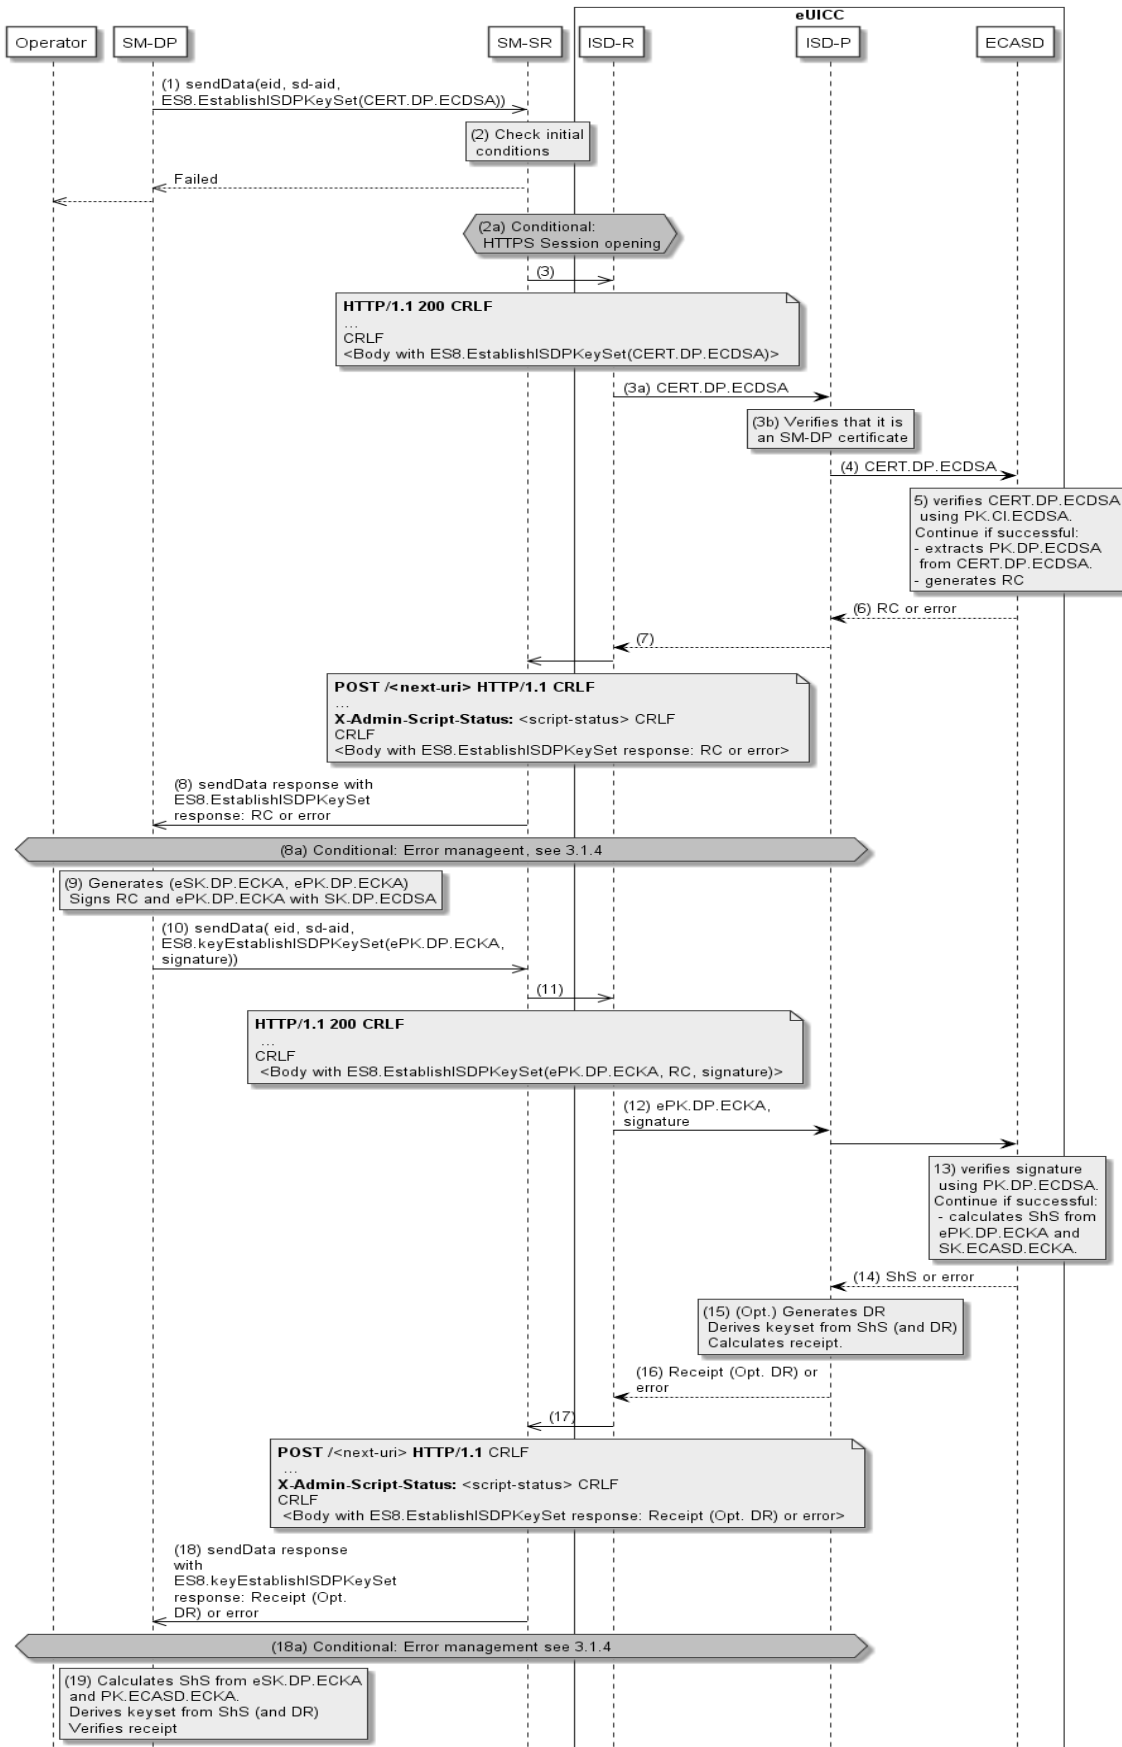 eUICC
Operator
SM-DP
SM-SR
ISD-R
ISD-P
ECASD
(1) sendData(eid, sd-aid,
ES8.EstablishISDPKeySet(CERT.DP.ECDSA))
(2) Check initial
conditions
Failed
(2a) Conditional:
HTTPS Session opening
(3)
HTTP/1.1 200 CRLF
...
CRLF
<Body with ES8.EstablishISDPKeySet(CERT.DP.ECDSA)>
(3a) CERT.DP.ECDSA
(3b) Verifies that it is
an SM-DP certificate
(4) CERT.DP.ECDSA
5) verifies CERT.DP.ECDSA
using PK.CI.ECDSA.
Continue if successful:
- extracts PK.DP.ECDSA
from CERT.DP.ECDSA.
- generates RC
(6) RC or error
(7)
POST /<next-uri> HTTP/1.1 CRLF
...
X-Admin-Script-Status: <script-status> CRLF
CRLF
<Body with ES8.EstablishISDPKeySet response: RC or error>
(8) sendData response with
ES8.EstablishISDPKeySet
response: RC or error
(8a) Conditional: Error manageent, see 3.1.4
(9) Generates (eSK.DP.ECKA, ePK.DP.ECKA)
Signs RC and ePK.DP.ECKA with SK.DP.ECDSA
(10) sendData( eid, sd-aid,
ES8.keyEstablishISDPKeySet(ePK.DP.ECKA,
signature))
(11)
HTTP/1.1 200 CRLF
...
CRLF
<Body with ES8.EstablishISDPKeySet(ePK.DP.ECKA, RC, signature)>
(12) ePK.DP.ECKA,
signature
13) verifies signature
using PK.DP.ECDSA.
Continue if successful:
- calculates ShS from
ePK.DP.ECKA and
SK.ECASD.ECKA.
(14) ShS or error
(15) (Opt.) Generates DR
Derives keyset from ShS (and DR)
Calculates receipt.
(16) Receipt (Opt. DR) or
error
(17)
POST /<next-uri> HTTP/1.1 CRLF
...
X-Admin-Script-Status: <script-status> CRLF
CRLF
<Body with ES8.EstablishISDPKeySet response: Receipt (Opt. DR) or error>
(18) sendData response
with
ES8.keyEstablishISDPKeySet
response: Receipt (Opt.
DR) or error
(18a) Conditional: Error management see 3.1.4
(19) Calculates ShS from eSK.DP.ECKA
and PK.ECASD.ECKA.
Derives keyset from ShS (and DR)
Verifies receipt